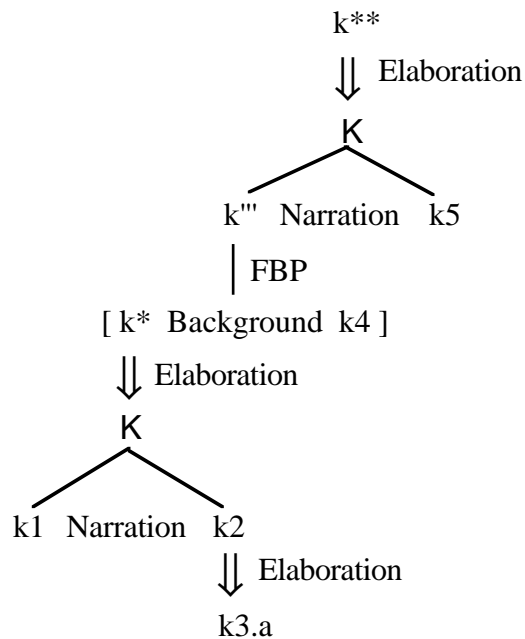 k**
⇓ Elaboration
K
k''' Narration k5
FBP
[ k* Background k4 ]
⇓ Elaboration
K
k1 Narration k2
⇓ Elaboration
k3.a